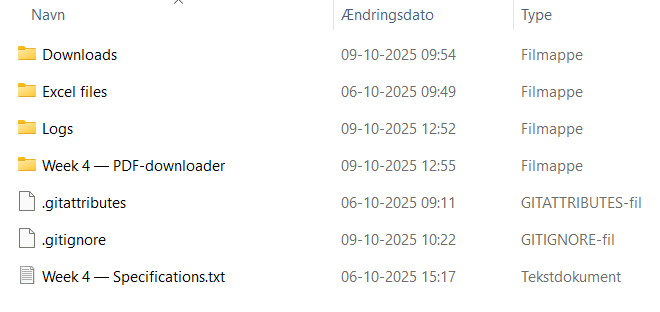 Navn Ændringsdato Type
Downloads 09-10-2025 09:54 Filmappe
Excel files 06-10-2025 09:49 Filmappe
Logs 09-10-2025 12:52 Filmappe
Week 4 — PDF-downloader 09-10-2025 12:55 Filmappe
.gitattributes 06-10-2025 09:11 GITATTRIBUTES-fil
.gitignore 09-10-2025 10:22 GITIGNORE-fil
Week 4 — Specifications.txt 06-10-2025 15:17 Tekstdokument